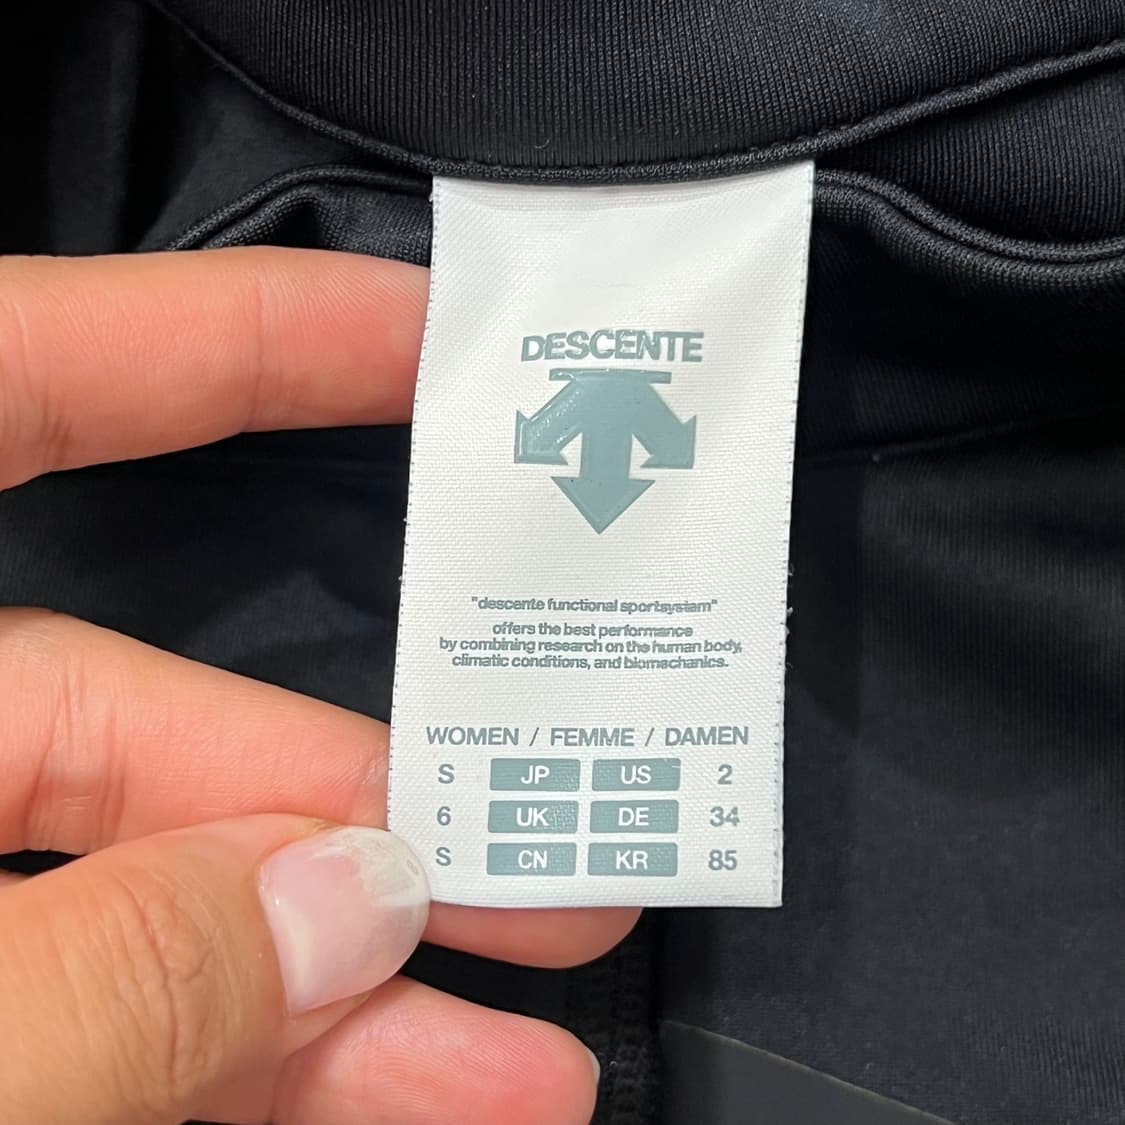 DESCENTE
"descente functional sportsystam"
offers the best performance
by combining research on the human body,
climatic conditions, and biomechanics.
WOMEN / FEMME / DAMEN
S JP US 2
6 UK DE 34
S CN KR 85